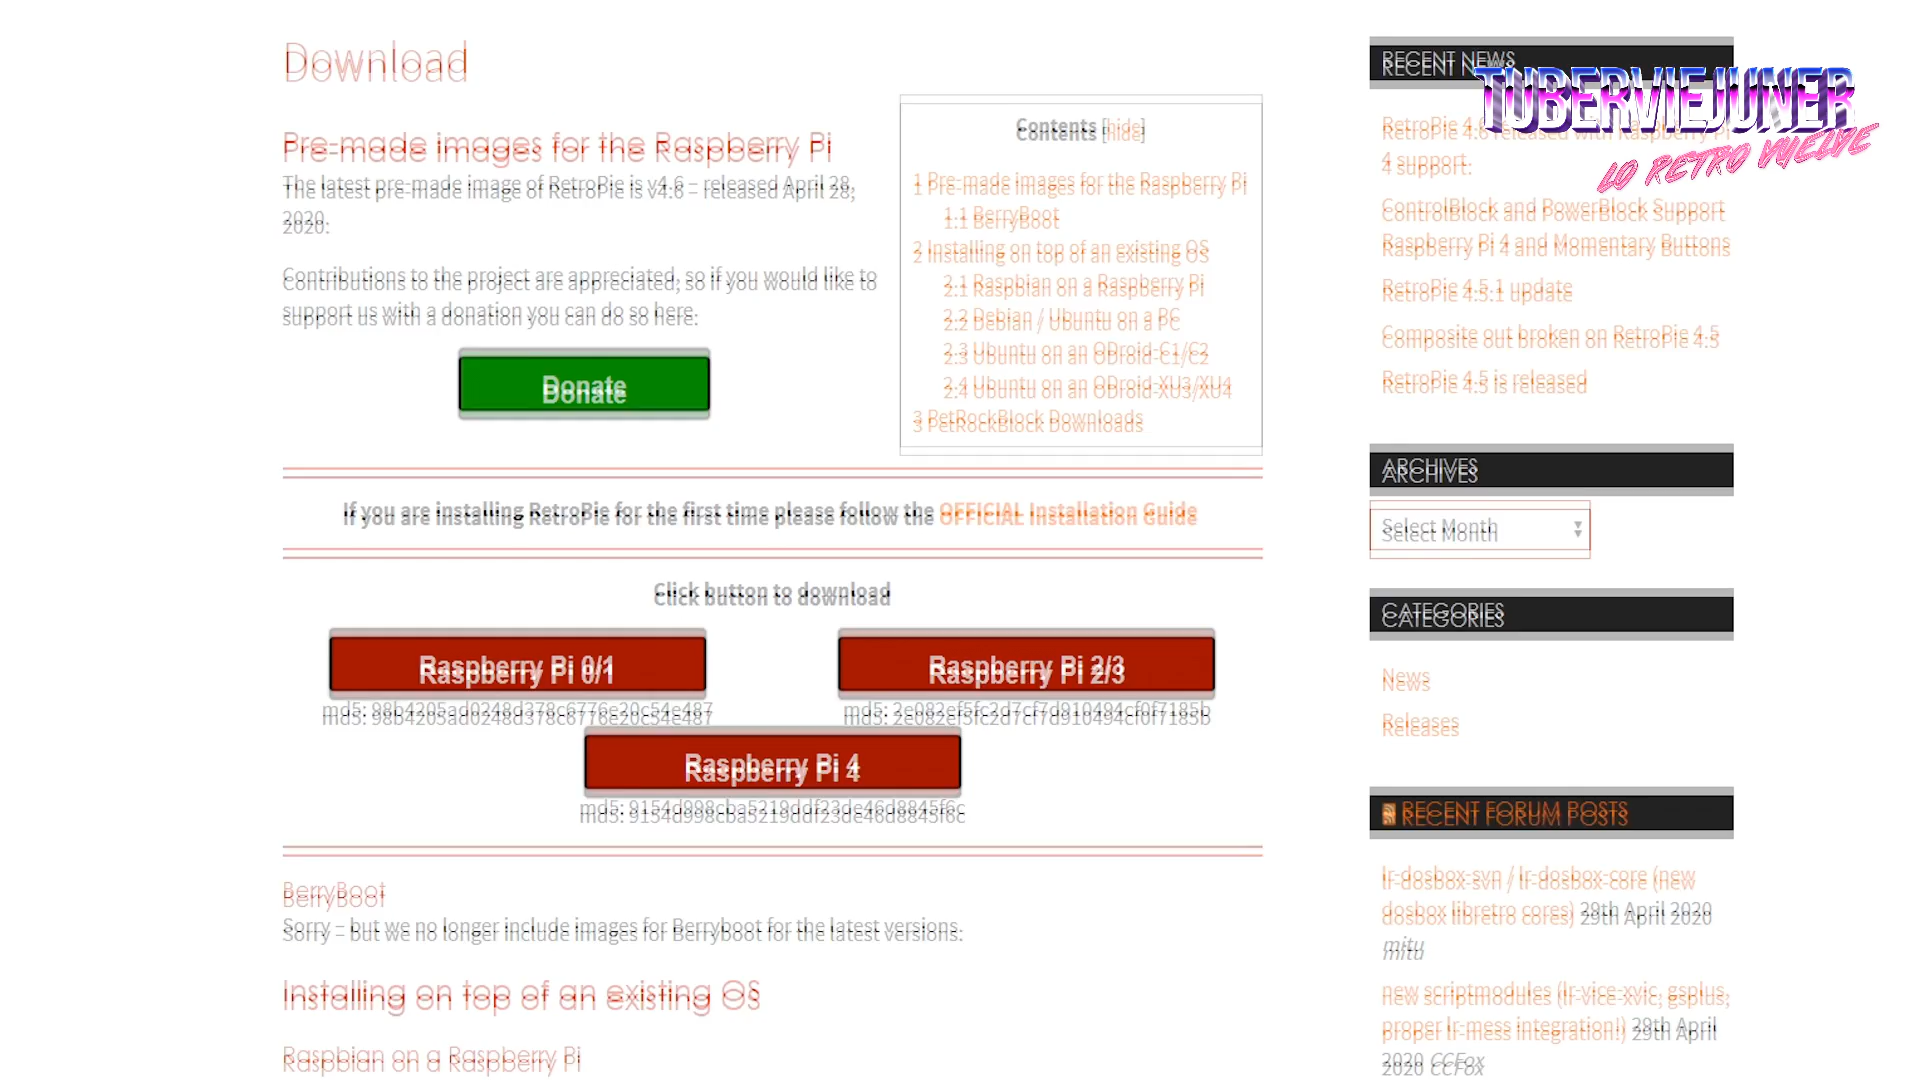 Download
Pre-made images for the Raspberry Pi
The latest pre-made image of RetroPie is v4.6 – released April 28,
2020.
Contributions to the project are appreciated, so if you would like to
support us with a donation you can do so here.
Donate
Contents [hide]
1 Pre-made images for the Raspberry Pi
1.1 BerryBoot
2 Installing on top of an existing OS
2.1 Raspbian on a Raspberry Pi
2.2 Debian / Ubuntu on a PC
2.3 Ubuntu on an ODroid-C1/C2
2.4 Ubuntu on an ODroid-XU3/XU4
3 PetRockBlock Downloads
If you are installing RetroPie for the first time please follow the OFFICIAL Installation Guide
Click button to download
Raspberry Pi 0/1
md5: 98b4205ad0248d378c6776e20c54e487
Raspberry Pi 2/3
md5: 2e082ef5fc2d7cf7d910494cf0f7185b
Raspberry Pi 4
md5: 9154d998cba5219ddf23de46d8845f6c
BerryBoot
Sorry – but we no longer include images for Berryboot for the latest versions.
Installing on top of an existing OS
Raspbian on a Raspberry Pi
RECENT NEWS
RetroPie 4.6 released with Raspberry Pi
4 support.
ControlBlock and PowerBlock Support
Raspberry Pi 4 and Momentary Buttons
RetroPie 4.5.1 update
Composite out broken on RetroPie 4.5
RetroPie 4.5 is released
ARCHIVES
Select Month
CATEGORIES
News
Releases
RECENT FORUM POSTS
lr-dosbox-svn / lr-dosbox-core (new
dosbox libretro cores) 29th April 2020
mitu
new scriptmodules (lr-vice-xvic, gsplus,
proper lr-mess integration!) 29th April
2020 CCFox
TUBERVIEJUNER
LO RETRO VUELVE